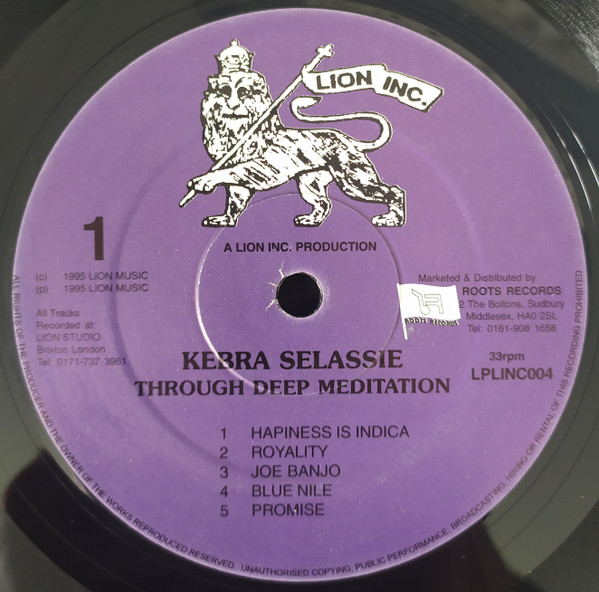 LION INC.
1
A LION INC. PRODUCTION
(c) 1995 LION MUSIC
(p) 1995 LION MUSIC
All Tracks
Recorded at:
LION STUDIO
Brixton London
Tel: 0171-737 3961
Marketed & Distributed by
ROOTS RECORDS
2 The Boltons, Sudbury
Middlesex, HA0 2SL
Tel: 0181-908 1658
33rpm
LPLINC004
KEBRA SELASSIE
THROUGH DEEP MEDITATION
1 HAPINESS IS INDICA
2 ROYALITY
3 JOE BANJO
4 BLUE NILE
5 PROMISE
ALL RIGHTS OF THE PRODUCER, AND THE OWNER OF THE WORKS REPRODUCED RESERVED. UNAUTHORISED COPYING, PUBLIC PERFORMANCE, BROADCASTING, HIRING OR RENTAL OF THIS RECORDING PROHIBITED